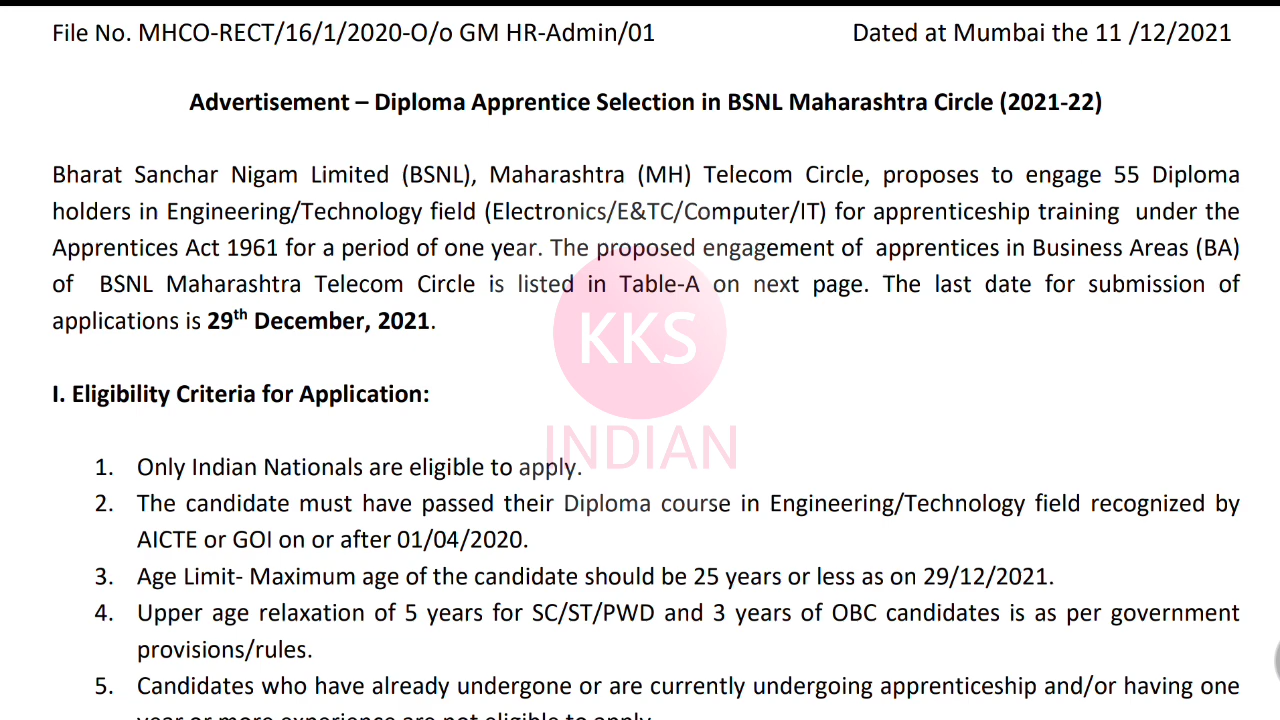 File No. MHCO-RECT/16/1/2020-O/o GM HR-Admin/01 Dated at Mumbai the 11 /12/2021
Advertisement – Diploma Apprentice Selection in BSNL Maharashtra Circle (2021-22)
Bharat Sanchar Nigam Limited (BSNL), Maharashtra (MH) Telecom Circle, proposes to engage 55 Diploma
holders in Engineering/Technology field (Electronics/E&TC/Computer/IT) for apprenticeship training under the
Apprentices Act 1961 for a period of one year. The proposed engagement of apprentices in Business Areas (BA)
of BSNL Maharashtra Telecom Circle is listed in Table-A on next page. The last date for submission of
applications is 29th December, 2021.
KKS
INDIAN
I. Eligibility Criteria for Application:
1. Only Indian Nationals are eligible to apply.
2. The candidate must have passed their Diploma course in Engineering/Technology field recognized by
AICTE or GOI on or after 01/04/2020.
3. Age Limit- Maximum age of the candidate should be 25 years or less as on 29/12/2021.
4. Upper age relaxation of 5 years for SC/ST/PWD and 3 years of OBC candidates is as per government
provisions/rules.
5. Candidates who have already undergone or are currently undergoing apprenticeship and/or having one
year or more experience are not eligible to apply.